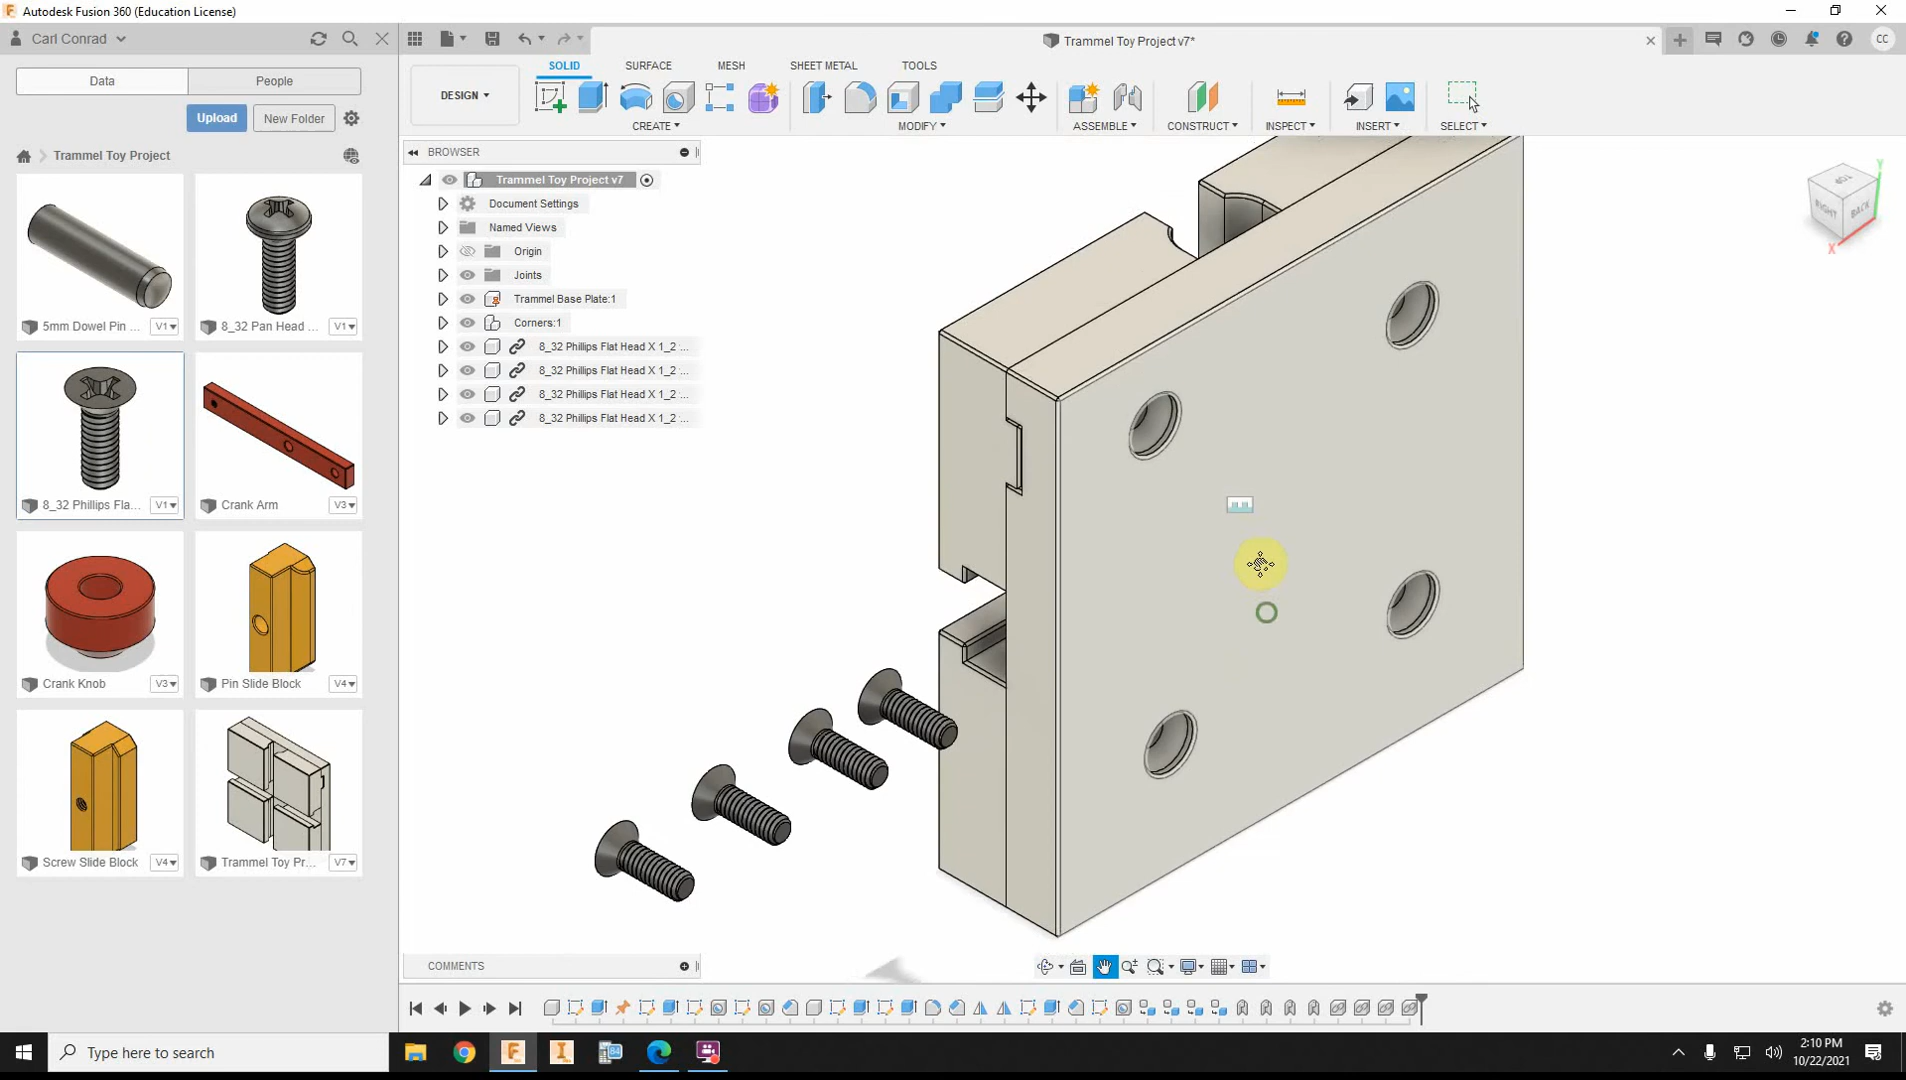 Autodesk Fusion 360 (Education License)
Carl Conrad
Trammel Toy Project v7*
CC
Data
People
Upload
New Folder
Trammel Toy Project
5mm Dowel Pin ...
V1
8_32 Pan Head ...
V1
8_32 Phillips Fla...
V1
Crank Arm
V3
Crank Knob
V3
Pin Slide Block
V4
Screw Slide Block
V4
Trammel Toy Pr...
V7
DESIGN
SOLID
SURFACE
MESH
SHEET METAL
TOOLS
CREATE
MODIFY
ASSEMBLE
CONSTRUCT
INSPECT
INSERT
SELECT
BROWSER
Trammel Toy Project v7
Document Settings
Named Views
Origin
Joints
Trammel Base Plate:1
Corners:1
8_32 Phillips Flat Head X 1_2 ...
8_32 Phillips Flat Head X 1_2 ...
8_32 Phillips Flat Head X 1_2 ...
8_32 Phillips Flat Head X 1_2 ...
TOP
RIGHT
BACK
Y
X
COMMENTS
Type here to search
2:10 PM
10/22/2021